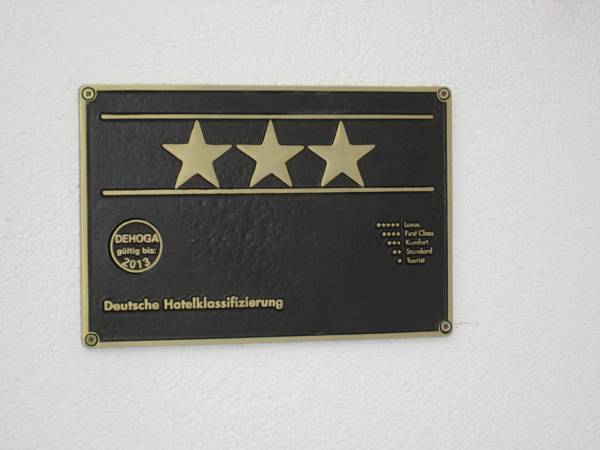 DEHOGA
gültig bis:
2013
***** Luxus
**** First Class
*** Komfort
** Standard
* Tourist
Deutsche Hotelklassifizierung